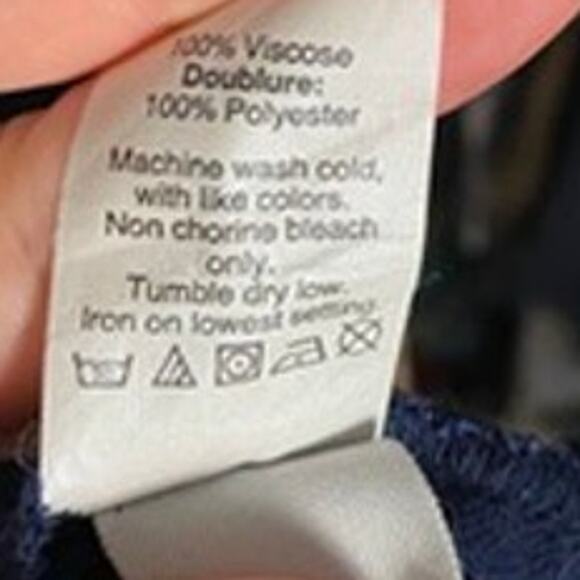 100% Viscose
Doublure:
100% Polyester
Machine wash cold,
with like colors.
Non chorine bleach
only.
Tumble dry low.
Iron on lowest setting.